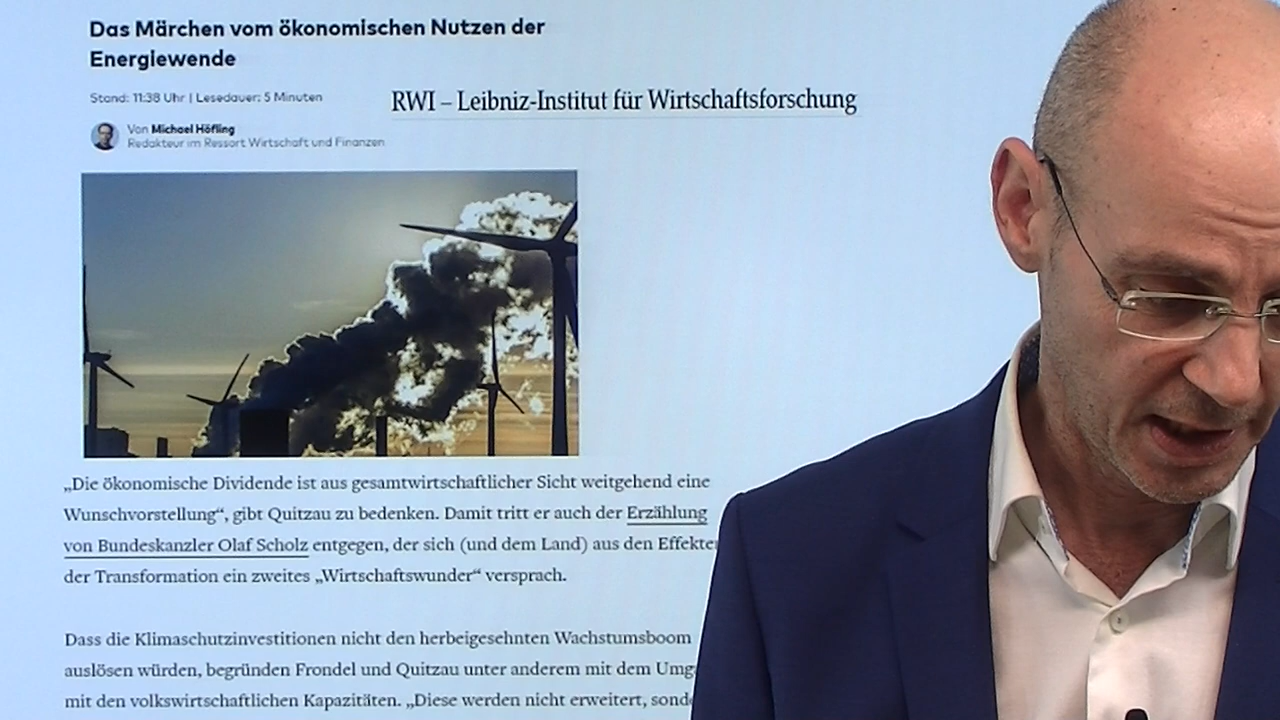 Das Märchen vom ökonomischen Nutzen der
Energiewende
Stand: 11:38 Uhr | Lesedauer: 5 Minuten
RWI – Leibniz-Institut für Wirtschaftsforschung
Von Michael Höfling
Redakteur im Ressort Wirtschaft und Finanzen
„Die ökonomische Dividende ist aus gesamtwirtschaftlicher Sicht weitgehend eine
Wunschvorstellung“, gibt Quitzau zu bedenken. Damit tritt er auch der Erzählung
von Bundeskanzler Olaf Scholz entgegen, der sich (und dem Land) aus den Effekte
der Transformation ein zweites „Wirtschaftswunder“ versprach.
Dass die Klimaschutzinvestitionen nicht den herbeigesehnten Wachstumsboom
auslösen würden, begründen Frondel und Quitzau unter anderem mit dem Umg
mit den volkswirtschaftlichen Kapazitäten. „Diese werden nicht erweitert, sond